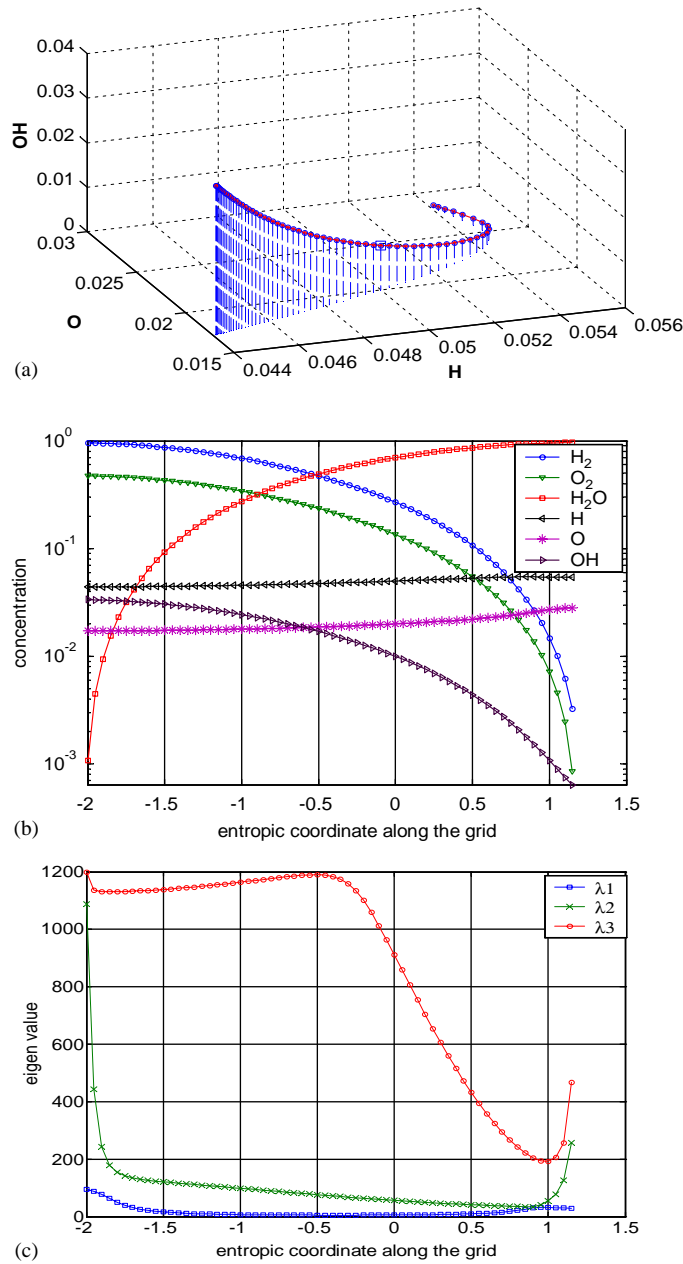 0.04
0.03
0.02
0.01
0
OH
0.03
0.025
0.02
0.015
O
0.044
0.046
0.048
0.05
0.052
0.054
0.056
H
(a)
10^0
10^-1
10^-2
10^-3
concentration
H2
O2
H2O
H
O
OH
-2 -1.5 -1 -0.5 0 0.5 1 1.5
entropic coordinate along the grid
(b)
1200
1000
800
600
400
200
0
eigen value
λ1
λ2
λ3
-2 -1.5 -1 -0.5 0 0.5 1 1.5
entropic coordinate along the grid
(c)